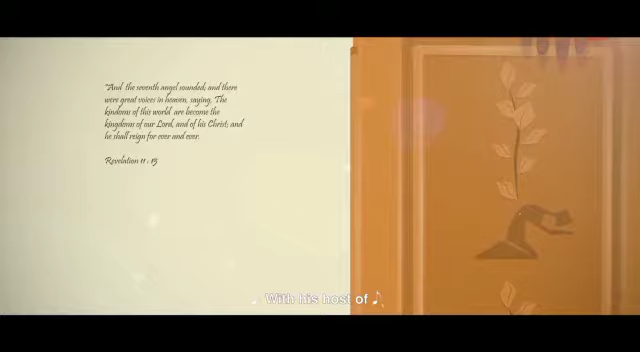 "And the seventh angel sounded; and there
were great voices in heaven, saying, The
kindoms of this world are become the
kingdoms of our Lord, and of his Christ; and
he shall reign for ever and ever.
Revelation 11 : 15
♪ With his host of ♪